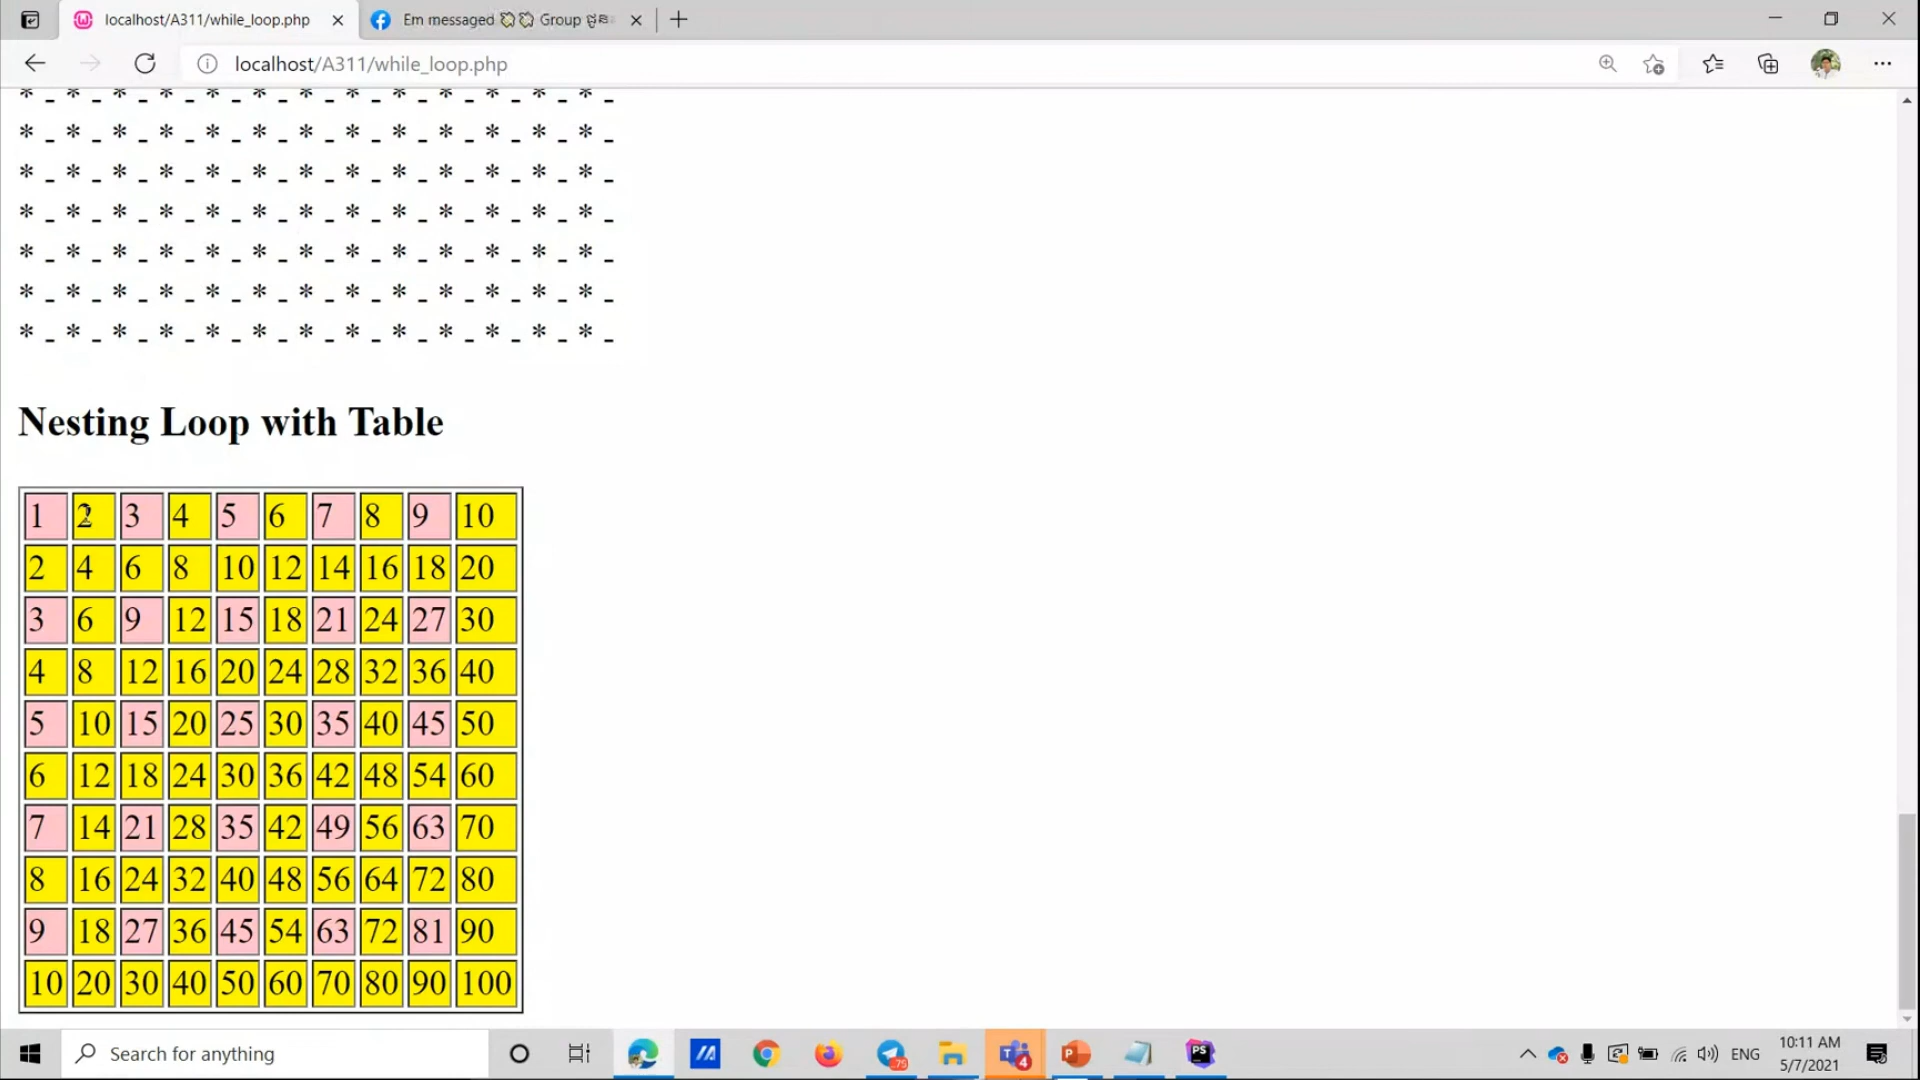 localhost/A311/while_loop.php
Em messaged Group
localhost/A311/while_loop.php
* - * - * - * - * - * - * - * - * - * - * - * - * -
* - * - * - * - * - * - * - * - * - * - * - * - * -
* - * - * - * - * - * - * - * - * - * - * - * - * -
* - * - * - * - * - * - * - * - * - * - * - * - * -
* - * - * - * - * - * - * - * - * - * - * - * - * -
* - * - * - * - * - * - * - * - * - * - * - * - * -
* - * - * - * - * - * - * - * - * - * - * - * - * -
Nesting Loop with Table
1 2 3 4 5 6 7 8 9 10
2 4 6 8 10 12 14 16 18 20
3 6 9 12 15 18 21 24 27 30
4 8 12 16 20 24 28 32 36 40
5 10 15 20 25 30 35 40 45 50
6 12 18 24 30 36 42 48 54 60
7 14 21 28 35 42 49 56 63 70
8 16 24 32 40 48 56 64 72 80
9 18 27 36 45 54 63 72 81 90
10 20 30 40 50 60 70 80 90 100
Search for anything
75
4
PS
ENG
10:11 AM
5/7/2021